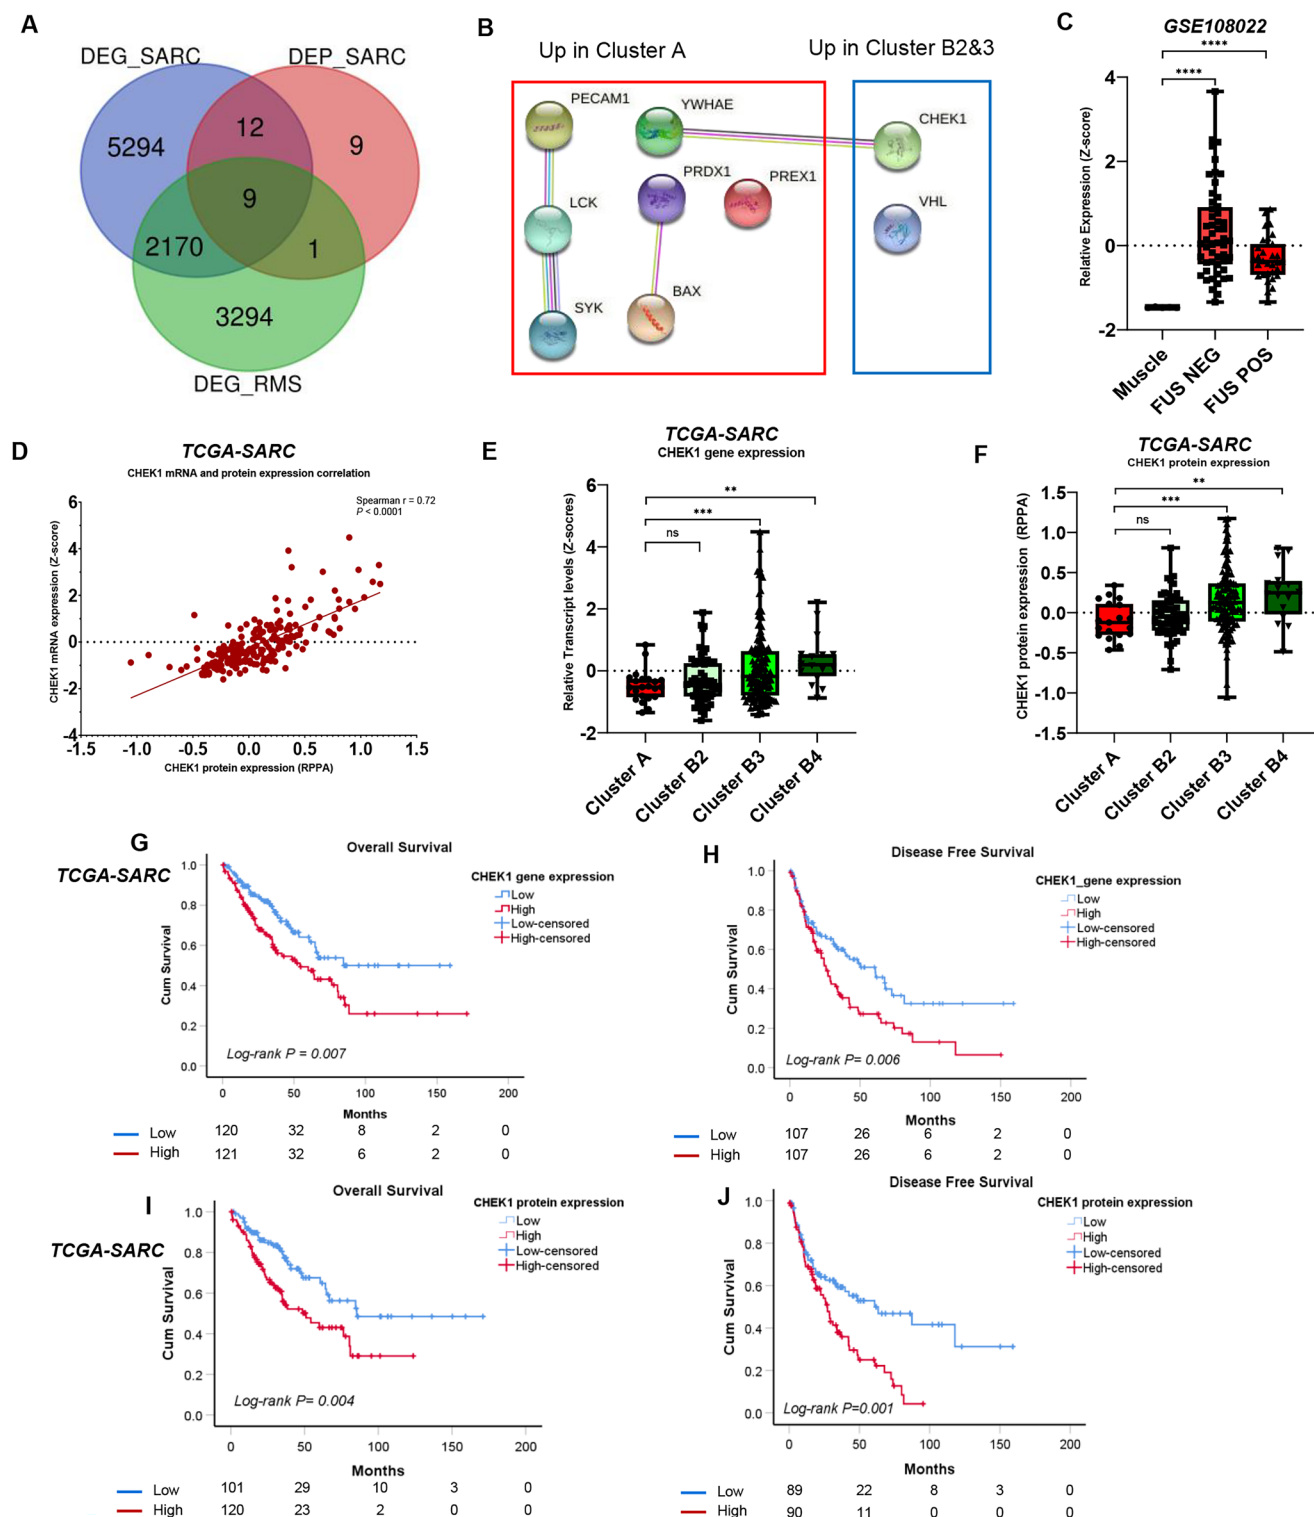 A
DEG_SARC
DEP_SARC
5294
12
9
9
2170
1
3294
DEG_RMS
B
Up in Cluster A
Up in Cluster B2&3
PECAM1
YWHAE
CHEK1
PRDX1
PREX1
LCK
VHL
SYK
BAX
C
GSE108022
****
****
Relative Expression (Z-score)
4
2
0
-2
Muscle
FUS NEG
FUS POS
D
TCGA-SARC
CHEK1 mRNA and protein expression correlation
Spearman r = 0.72
P < 0.0001
CHEK1 mRNA expression (Z-score)
6
4
2
0
-2
-4
-1.5
-1.0
-0.5
0.0
0.5
1.0
1.5
CHEK1 protein expression (RPPA)
E
TCGA-SARC
CHEK1 gene expression
Relative Transcript levels (Z-socres)
6
4
2
0
-2
**
***
ns
Cluster A
Cluster B2
Cluster B3
Cluster B4
F
TCGA-SARC
CHEK1 protein expression
CHEK1 protein expression (RPPA)
1.5
1.0
0.5
0.0
-0.5
-1.0
-1.5
**
***
ns
Cluster A
Cluster B2
Cluster B3
Cluster B4
G
TCGA-SARC
Overall Survival
CHEK1 gene expression
Low
High
Low-censored
High-censored
Cum Survival
1.0
0.8
0.6
0.4
0.2
0.0
Log-rank P = 0.007
0 50 100 150 200
Months
Low 120 32 8 2 0
High 121 32 6 2 0
H
Disease Free Survival
CHEK1_gene expression
Low
High
Low-censored
High-censored
Cum Survival
1.0
0.8
0.6
0.4
0.2
0.0
Log-rank P= 0.006
0 50 100 150 200
Months
Low 107 26 6 2 0
High 107 26 6 2 0
I
TCGA-SARC
Overall Survival
CHEK1 protein expression
Low
High
Low-censored
High-censored
Cum Survival
1.0
0.8
0.6
0.4
0.2
0.0
Log-rank P= 0.004
0 50 100 150 200
Months
Low 101 29 10 3 0
High 120 23 2 0 0
J
Disease Free Survival
CHEK1 protein expression
Low
High
Low-censored
High-censored
Cum Survival
1.0
0.8
0.6
0.4
0.2
0.0
Log-rank P=0.001
0 50 100 150 200
Months
Low 89 22 8 3 0
High 90 11 0 0 0